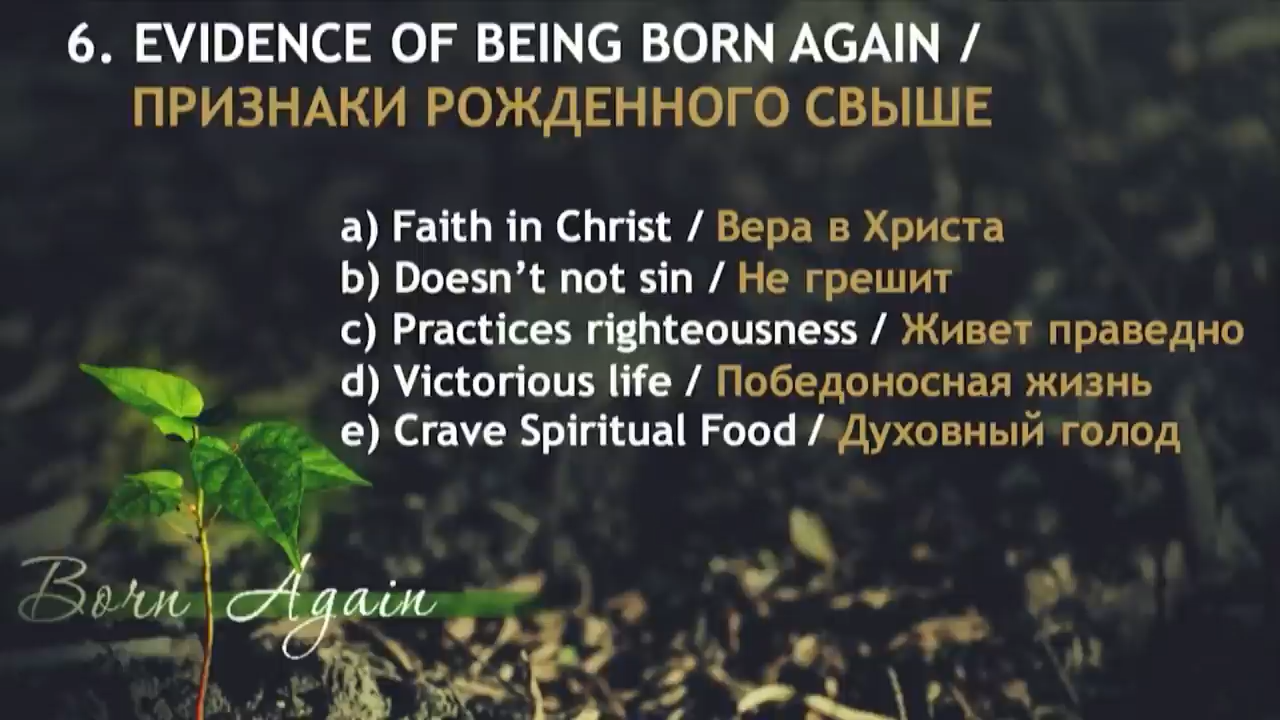 6. EVIDENCE OF BEING BORN AGAIN /
ПРИЗНАКИ РОЖДЕННОГО СВЫШЕ
a) Faith in Christ / Вера в Христа
b) Doesn’t not sin / Не грешит
c) Practices righteousness / Живет праведно
d) Victorious life / Победоносная жизнь
e) Crave Spiritual Food / Духовный голод
Born Again